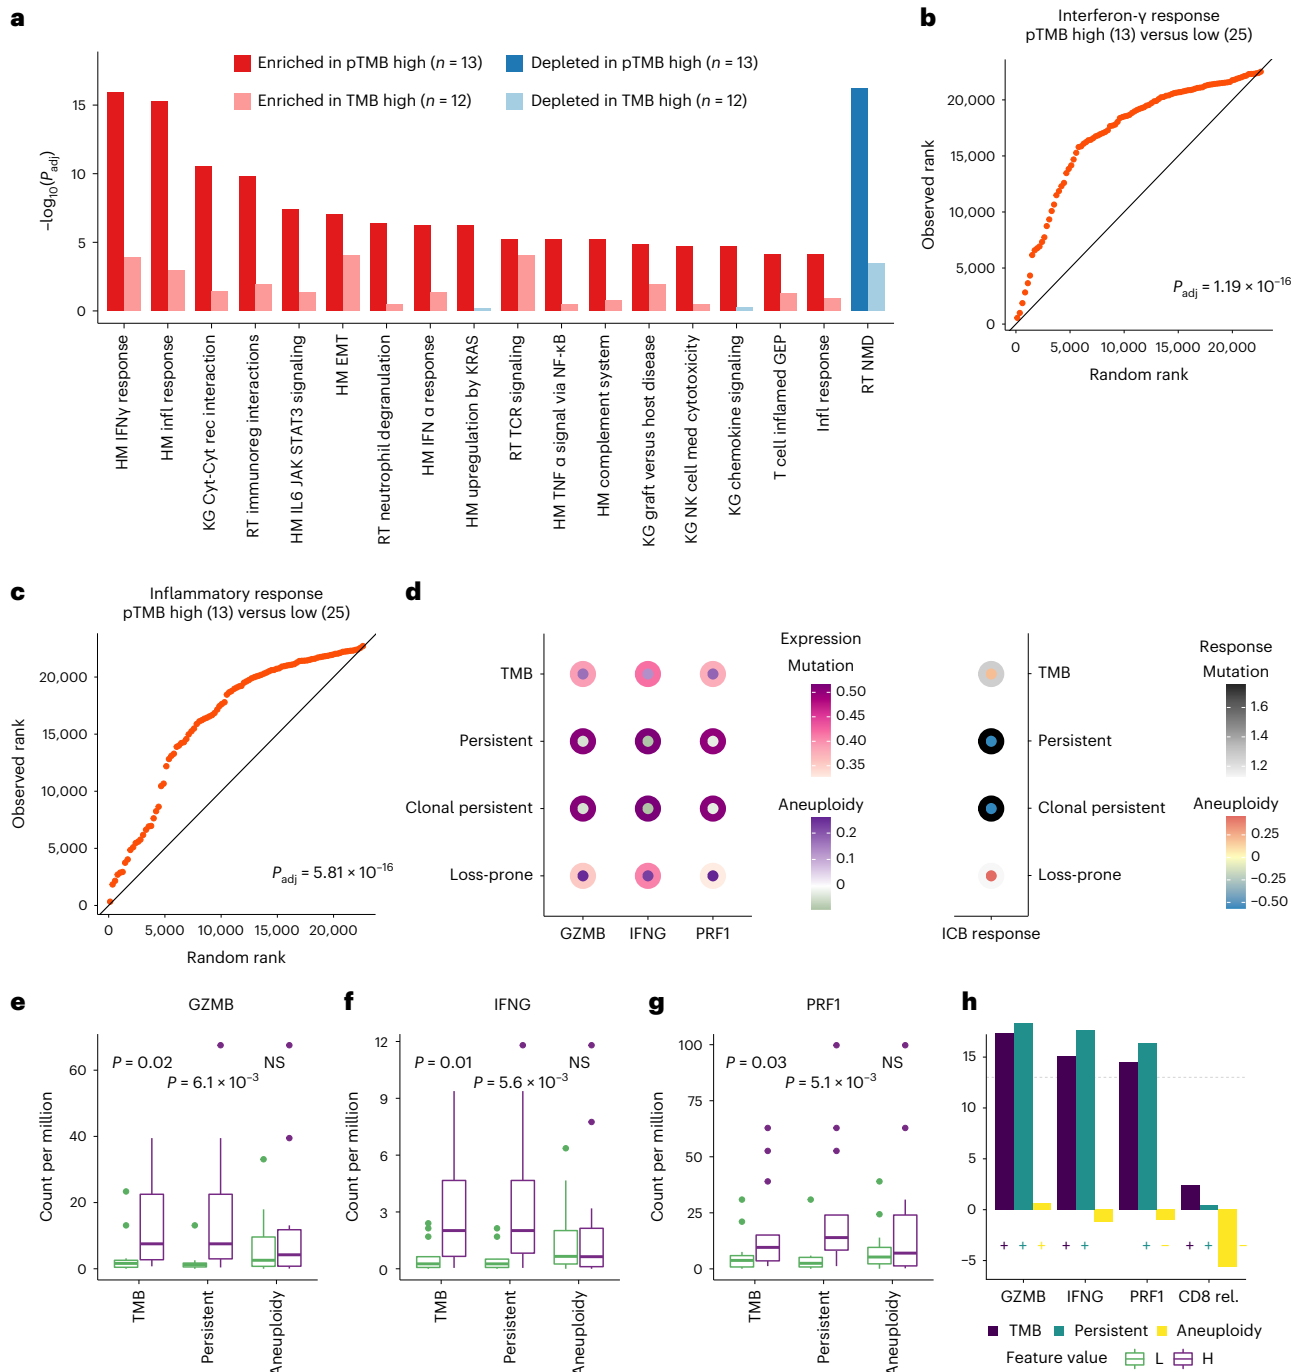 a
Enriched in pTMB high (n = 13)
Depleted in pTMB high (n = 13)
Enriched in TMB high (n = 12)
Depleted in TMB high (n = 12)
–log10(Padj)
15
10
5
0
HM IFNγ response
HM infl response
KG Cyt-Cyt rec interaction
RT immunoreg interactions
HM IL6 JAK STAT3 signaling
HM EMT
RT neutrophil degranulation
HM IFN α response
HM upregulation by KRAS
RT TCR signaling
HM TNF α signal via NF-κB
HM complement system
KG graft versus host disease
KG NK cell med cytotoxicity
KG chemokine signaling
T cell inflamed GEP
Infl response
RT NMD
b
Interferon-γ response
pTMB high (13) versus low (25)
Observed rank
20,000
15,000
10,000
5,000
0
Padj = 1.19 × 10−16
0 5,000 10,000 15,000 20,000
Random rank
c
Inflammatory response
pTMB high (13) versus low (25)
Observed rank
20,000
15,000
10,000
5,000
0
Padj = 5.81 × 10−16
0 5,000 10,000 15,000 20,000
Random rank
d
TMB
Persistent
Clonal persistent
Loss-prone
GZMB IFNG PRF1
Expression
Mutation
0.50
0.45
0.40
0.35
Aneuploidy
0.2
0.1
0
TMB
Persistent
Clonal persistent
Loss-prone
ICB response
Response
Mutation
1.6
1.4
1.2
Aneuploidy
0.25
0
−0.25
−0.50
e
GZMB
Count per million
60
40
20
0
P = 0.02
NS
P = 6.1 × 10−3
TMB
Persistent
Aneuploidy
f
IFNG
Count per million
12
9
6
3
0
P = 0.01
NS
P = 5.6 × 10−3
TMB
Persistent
Aneuploidy
g
PRF1
Count per million
100
75
50
25
0
P = 0.03
NS
P = 5.1 × 10−3
TMB
Persistent
Aneuploidy
h
15
10
5
0
−5
+ + + + + + − + + −
GZMB IFNG PRF1 CD8 rel.
TMB Persistent Aneuploidy
Feature value L H